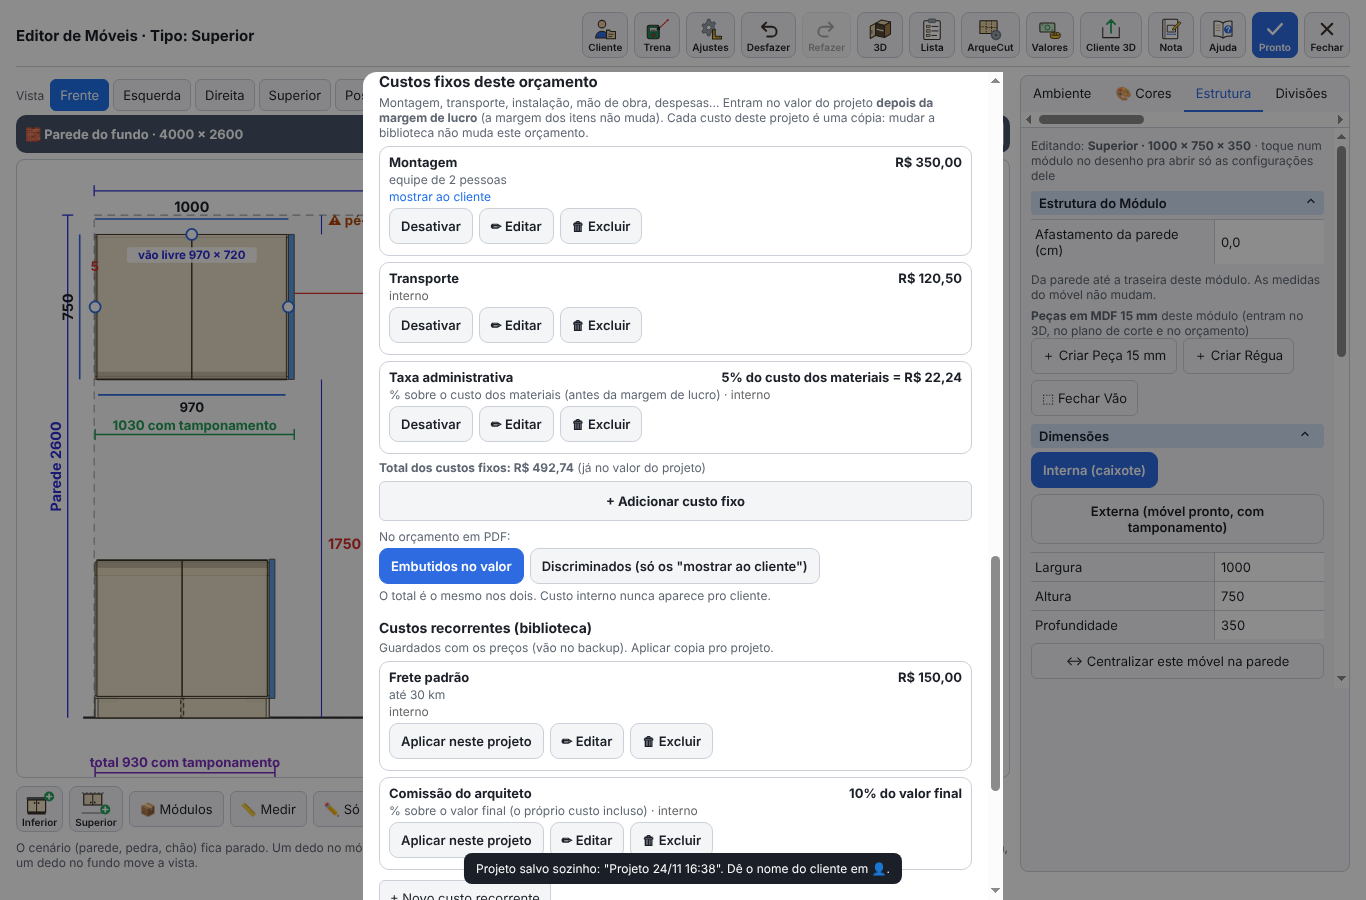 Editor de Móveis · Tipo: Superior
Cliente
Trena
Ajustes
Desfazer
Refazer
3D
Lista
ArqueCut
Valores
Cliente 3D
Nota
Ajuda
Pronto
Fechar
Vista
Frente
Esquerda
Direita
Superior
Parede do fundo · 4000 × 2600
1000
vão livre 970 × 720
5
750
970
1030 com tamponamento
Parede 2600
1750
total 930 com tamponamento
Inferior
Superior
Módulos
Medir
Só
O cenário (parede, pedra, chão) fica parado. Um dedo no
um dedo no fundo move a vista.
Custos fixos deste orçamento
Montagem, transporte, instalação, mão de obra, despesas... Entram no valor do projeto depois da
margem de lucro (a margem dos itens não muda). Cada custo deste projeto é uma cópia: mudar a
biblioteca não muda este orçamento.
Montagem
R$ 350,00
equipe de 2 pessoas
mostrar ao cliente
Desativar
Editar
Excluir
Transporte
R$ 120,50
interno
Desativar
Editar
Excluir
Taxa administrativa
5% do custo dos materiais = R$ 22,24
% sobre o custo dos materiais (antes da margem de lucro) · interno
Desativar
Editar
Excluir
Total dos custos fixos: R$ 492,74 (já no valor do projeto)
+ Adicionar custo fixo
No orçamento em PDF:
Embutidos no valor
Discriminados (só os "mostrar ao cliente")
O total é o mesmo nos dois. Custo interno nunca aparece pro cliente.
Custos recorrentes (biblioteca)
Guardados com os preços (vão no backup). Aplicar copia pro projeto.
Frete padrão
R$ 150,00
até 30 km
interno
Aplicar neste projeto
Editar
Excluir
Comissão do arquiteto
10% do valor final
% sobre o valor final (o próprio custo incluso) · interno
Aplicar neste projeto
Editar
Excluir
Projeto salvo sozinho: "Projeto 24/11 16:38". Dê o nome do cliente em 👤.
+ Novo custo recorrente
Ambiente
Cores
Estrutura
Divisões
Editando: Superior · 1000 × 750 × 350 · toque num
módulo no desenho pra abrir só as configurações
dele
Estrutura do Módulo
Afastamento da parede
(cm)
0,0
Da parede até a traseira deste módulo. As medidas
do móvel não mudam.
Peças em MDF 15 mm deste módulo (entram no
3D, no plano de corte e no orçamento)
+ Criar Peça 15 mm
+ Criar Régua
Fechar Vão
Dimensões
Interna (caixote)
Externa (móvel pronto, com
tamponamento)
Largura
1000
Altura
750
Profundidade
350
↔ Centralizar este móvel na parede